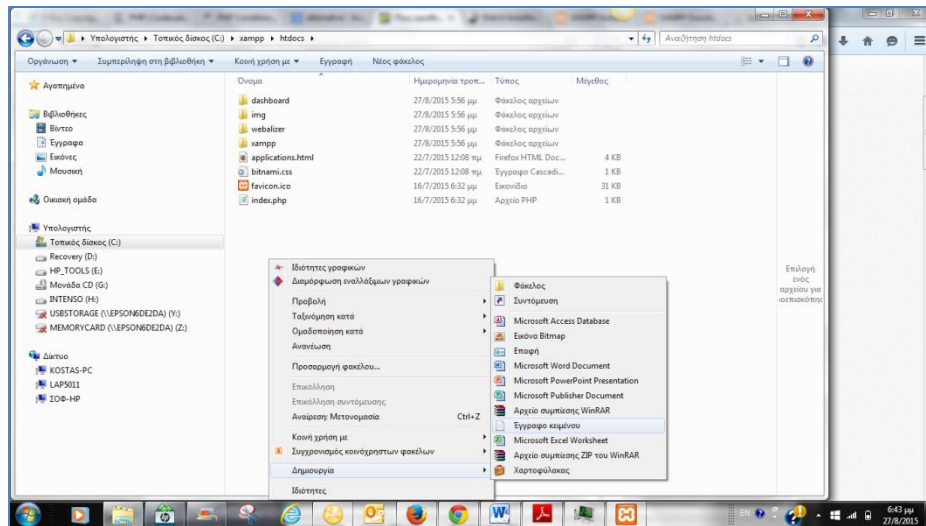 Υπολογιστής ▸ Τοπικός δίσκος (C:) ▸ xampp ▸ htdocs ▸
Αναζήτηση htdocs
Οργάνωση Συμπερίληψη στη βιβλιοθήκη Κοινή χρήση με Εγγραφή Νέος φάκελος
Όνομα Ημερομηνία τροπ... Τύπος Μέγεθος
dashboard 27/8/2015 5:56 μμ Φάκελος αρχείων
img 27/8/2015 5:56 μμ Φάκελος αρχείων
webalizer 27/8/2015 5:56 μμ Φάκελος αρχείων
xampp 27/8/2015 5:56 μμ Φάκελος αρχείων
applications.html 22/7/2015 12:08 πμ Firefox HTML Doc... 4 KB
bitnami.css 22/7/2015 12:08 πμ Έγγραφο Cascadi... 1 KB
favicon.ico 16/7/2015 6:32 μμ Εικονίδιο 31 KB
index.php 16/7/2015 6:32 μμ Αρχείο PHP 1 KB
Αγαπημένα
Βιβλιοθήκες
Βίντεο
Έγγραφα
Εικόνες
Μουσική
Οικιακή ομάδα
Υπολογιστής
Τοπικός δίσκος (C:)
Recovery (D:)
HP_TOOLS (E:)
Μονάδα CD (G:)
INTENSO (H:)
USBSTORAGE (\\EPSON6DE2DA) (Y:)
MEMORYCARD (\\EPSON6DE2DA) (Z:)
Δίκτυο
KOSTAS-PC
LAP5011
ΣΟΦ-HP
Ιδιότητες γραφικών
Διαμόρφωση εναλλάξιμων γραφικών
Προβολή
Ταξινόμηση κατά
Ομαδοποίηση κατά
Ανανέωση
Προσαρμογή φακέλου...
Επικόλληση
Επικόλληση συντόμευσης
Αναίρεση: Μετονομασία Ctrl+Z
Κοινή χρήση με
Συγχρονισμός κοινόχρηστων φακέλων
Δημιουργία
Ιδιότητες
Φάκελος
Συντόμευση
Microsoft Access Database
Εικόνα Bitmap
Επαφή
Microsoft Word Document
Microsoft PowerPoint Presentation
Microsoft Publisher Document
Αρχείο συμπίεσης WinRAR
Έγγραφο κειμένου
Microsoft Excel Worksheet
Αρχείο συμπίεσης ZIP του WinRAR
Χαρτοφύλακας
Επιλογή
ενός
αρχείου για
EN
6:43 μμ
27/8/2015